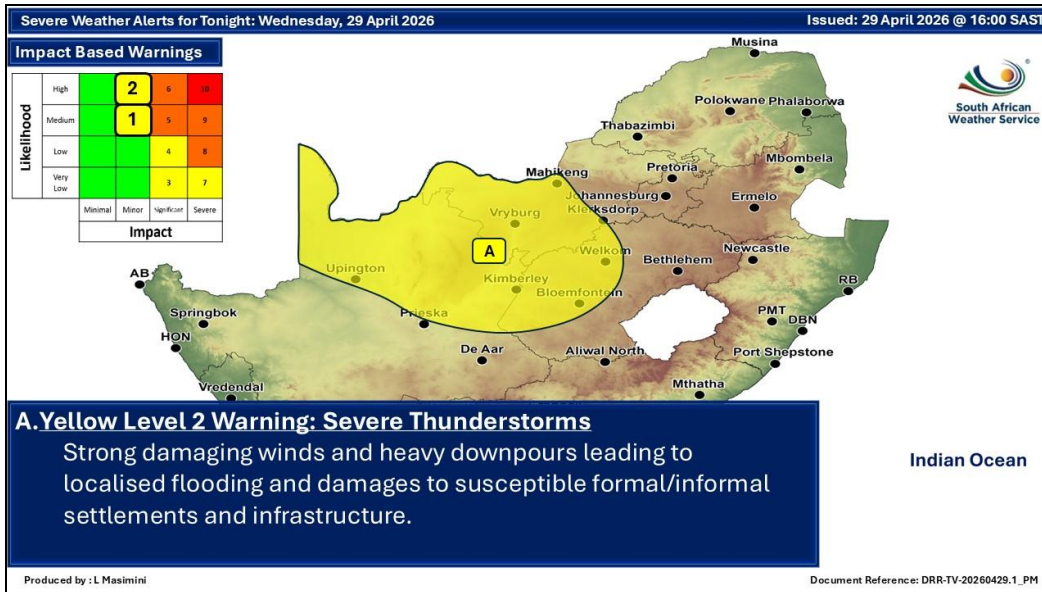 Severe Weather Alerts for Tonight: Wednesday, 29 April 2026
Issued: 29 April 2026 @ 16:00 SAST
Impact Based Warnings
Likelihood
High 2 6 10
Medium 1 5 9
Low 4 8
Very Low 3 7
Minimal Minor Significant Severe
Impact
South African
Weather Service
Musina
Polokwane
Phalaborwa
Thabazimbi
Mbombela
Pretoria
Mahikeng
Johannesburg
Ermelo
Klerksdorp
Vryburg
A
Welkom
Newcastle
Bethlehem
AB
Upington
Kimberley
RB
Bloemfontein
Springbok
Prieska
PMT
DBN
HON
De Aar
Aliwal North
Port Shepstone
Vredendal
Mthatha
A.Yellow Level 2 Warning: Severe Thunderstorms
Strong damaging winds and heavy downpours leading to
localised flooding and damages to susceptible formal/informal
settlements and infrastructure.
Indian Ocean
Produced by : L Masimini
Document Reference: DRR-TV-20260429.1_PM